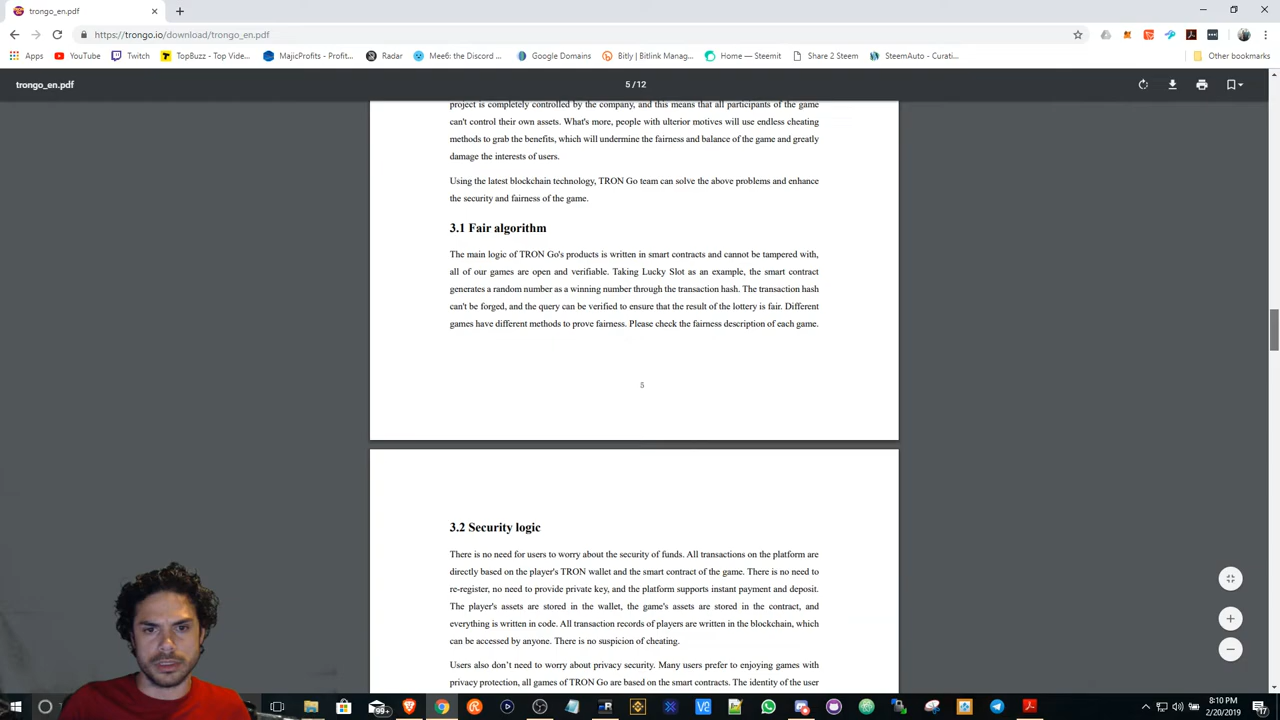 trongo_en.pdf
https://trongo.io/download/trongo_en.pdf
Apps YouTube Twitch TopBuzz - Top Vide... MajicProfits - Profit... Radar Mee6: the Discord ... Google Domains Bitly | Bitlink Manag... Home — Steemit Share 2 Steem SteemAuto - Curati... Other bookmarks
trongo_en.pdf 5 / 12
project is completely controlled by the company, and this means that all participants of the game
can't control their own assets. What's more, people with ulterior motives will use endless cheating
methods to grab the benefits, which will undermine the fairness and balance of the game and greatly
damage the interests of users.
Using the latest blockchain technology, TRON Go team can solve the above problems and enhance
the security and fairness of the game.
3.1 Fair algorithm
The main logic of TRON Go's products is written in smart contracts and cannot be tampered with,
all of our games are open and verifiable. Taking Lucky Slot as an example, the smart contract
generates a random number as a winning number through the transaction hash. The transaction hash
can't be forged, and the query can be verified to ensure that the result of the lottery is fair. Different
games have different methods to prove fairness. Please check the fairness description of each game.
5
3.2 Security logic
There is no need for users to worry about the security of funds. All transactions on the platform are
directly based on the player's TRON wallet and the smart contract of the game. There is no need to
re-register, no need to provide private key, and the platform supports instant payment and deposit.
The player's assets are stored in the wallet, the game's assets are stored in the contract, and
everything is written in code. All transaction records of players are written in the blockchain, which
can be accessed by anyone. There is no suspicion of cheating.
Users also don't need to worry about privacy security. Many users prefer to enjoying games with
privacy protection, all games of TRON Go are based on the smart contracts. The identity of the user
99+
8:10 PM
2/20/2019
17